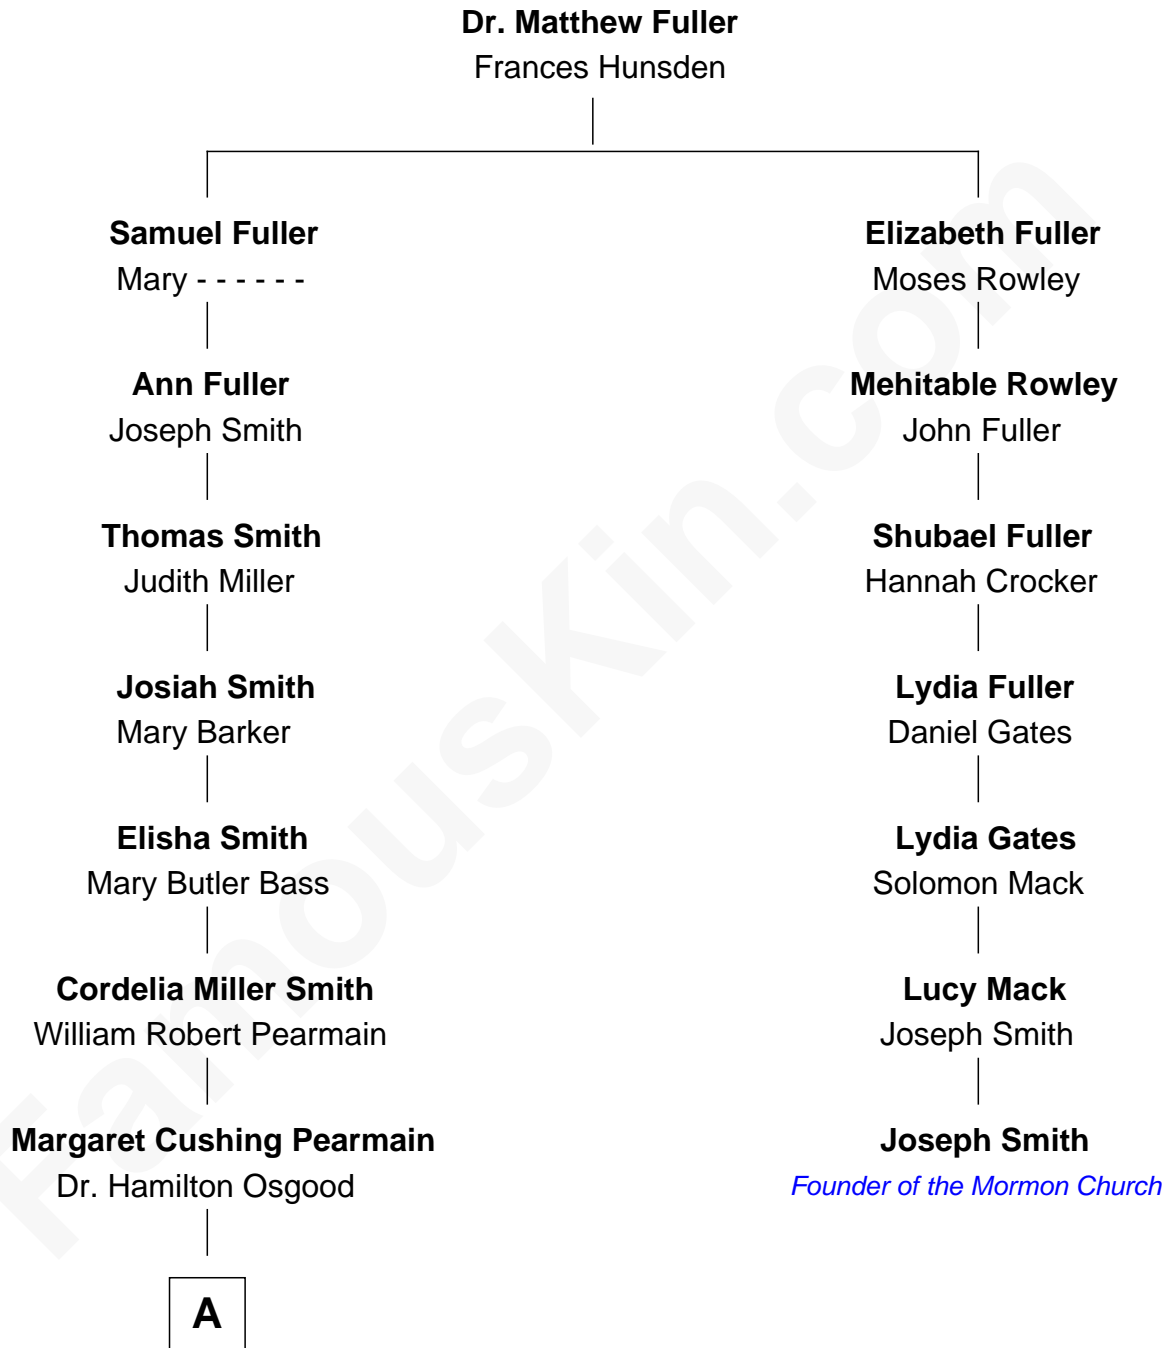 Dr. Matthew Fuller
Frances Hunsden
Samuel Fuller
Mary - - - - - -
Elizabeth Fuller
Moses Rowley
Ann Fuller
Joseph Smith
Mehitable Rowley
John Fuller
Thomas Smith
Judith Miller
Shubael Fuller
Hannah Crocker
Josiah Smith
Mary Barker
Lydia Fuller
Daniel Gates
Elisha Smith
Mary Butler Bass
Lydia Gates
Solomon Mack
Cordelia Miller Smith
William Robert Pearmain
Lucy Mack
Joseph Smith
Margaret Cushing Pearmain
Dr. Hamilton Osgood
Joseph Smith
Founder of the Mormon Church
A
FamousKin.com